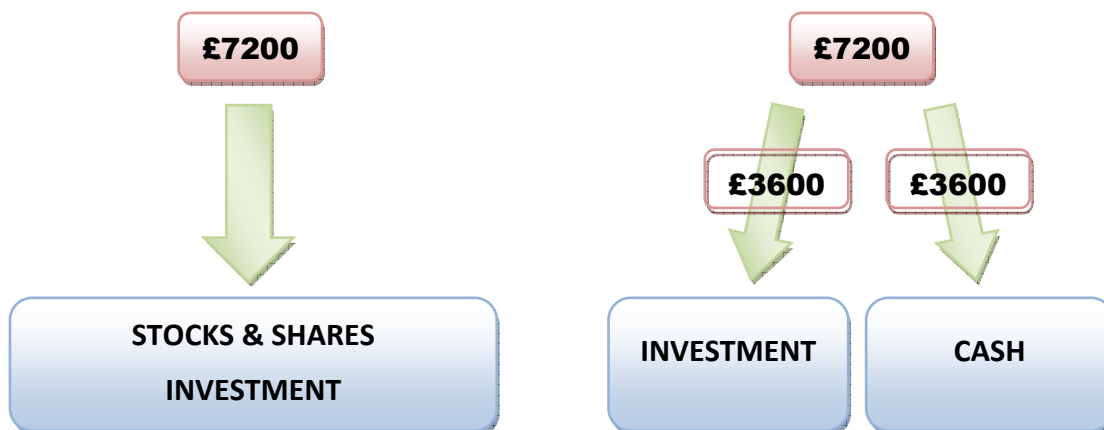 £7200
STOCKS & SHARES
INVESTMENT
£7200
£3600
£3600
INVESTMENT
CASH